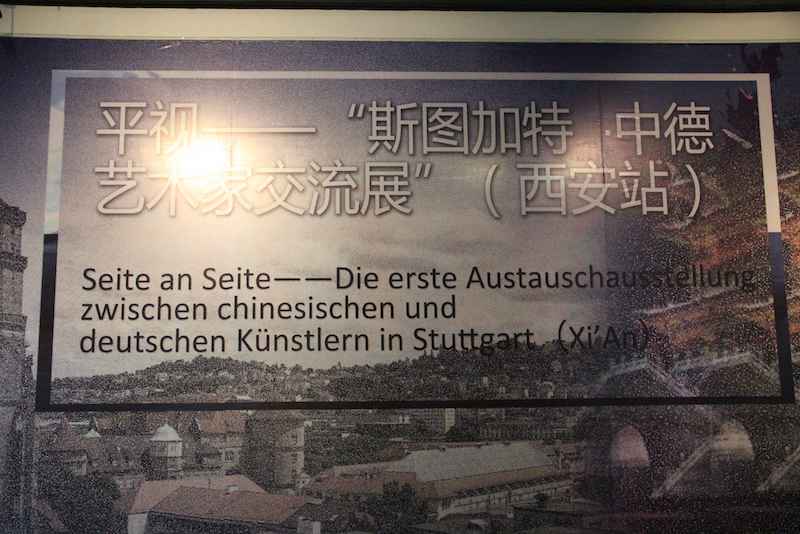 平视——“斯图加特·中德
艺术家交流展”（西安站）
Seite an Seite——Die erste Austauschausstellung
zwischen chinesischen und
deutschen Künstlern in Stuttgart（Xi’An）